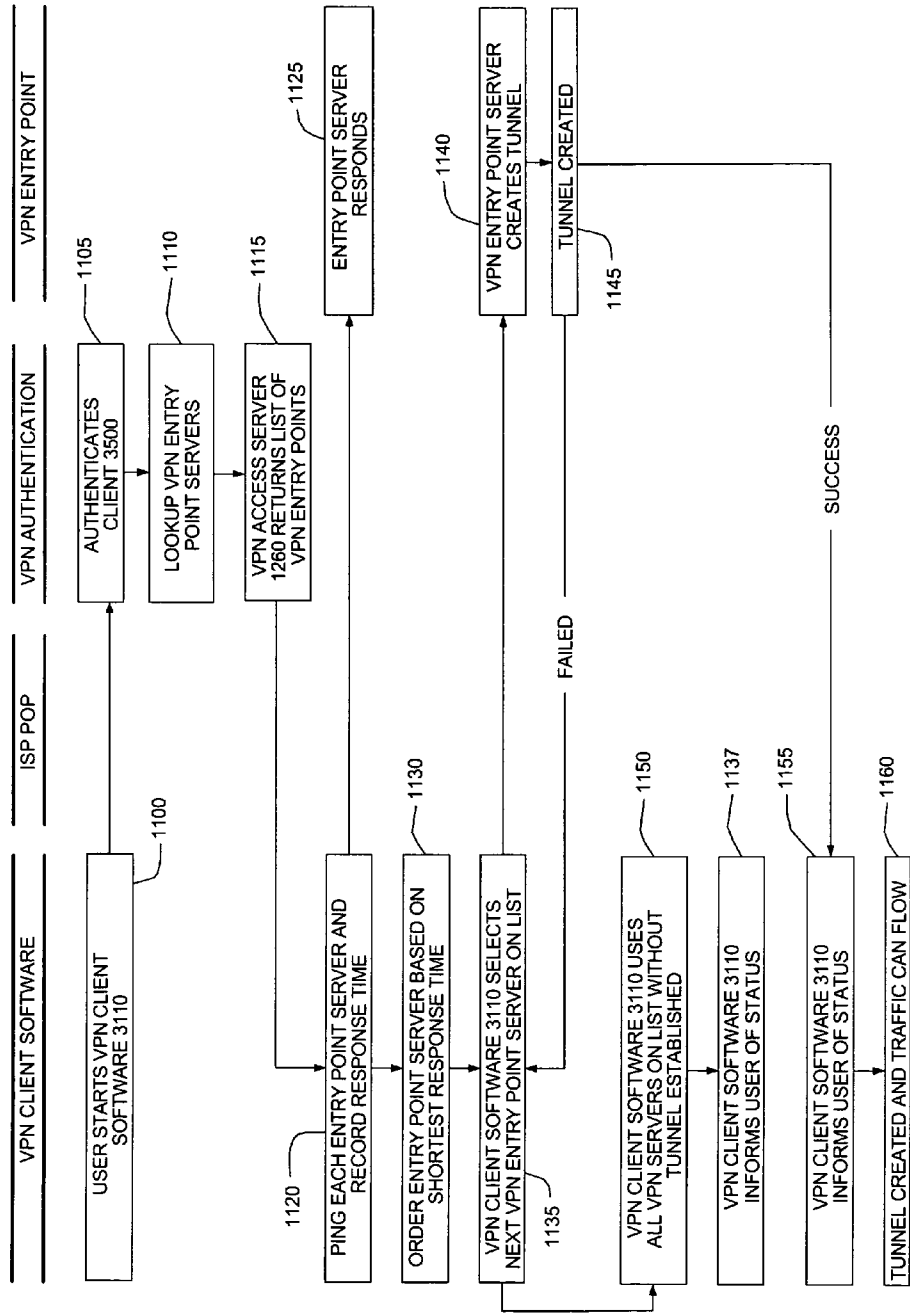 VPN CLIENT SOFTWARE
ISP POP
VPN AUTHENTICATION
VPN ENTRY POINT
USER STARTS VPN CLIENT
SOFTWARE 3110
1100
AUTHENTICATES
CLIENT 3500
1105
LOOKUP VPN ENTRY
POINT SERVERS
1110
VPN ACCESS SERVER
1260 RETURNS LIST OF
VPN ENTRY POINTS
1115
PING EACH ENTRY POINT SERVER AND
RECORD RESPONSE TIME
1120
ENTRY POINT SERVER
RESPONDS
1125
ORDER ENTRY POINT SERVER BASED ON
SHORTEST RESPONSE TIME
1130
VPN CLIENT SOFTWARE 3110 SELECTS
NEXT VPN ENTRY POINT SERVER ON LIST
1135
VPN ENTRY POINT SERVER
CREATES TUNNEL
1140
TUNNEL CREATED
1145
FAILED
SUCCESS
VPN CLIENT SOFTWARE 3110 USES
ALL VPN SERVERS ON LIST WITHOUT
TUNNEL ESTABLISHED
1150
VPN CLIENT SOFTWARE 3110
INFORMS USER OF STATUS
1137
VPN CLIENT SOFTWARE 3110
INFORMS USER OF STATUS
1155
TUNNEL CREATED AND TRAFFIC CAN FLOW
1160